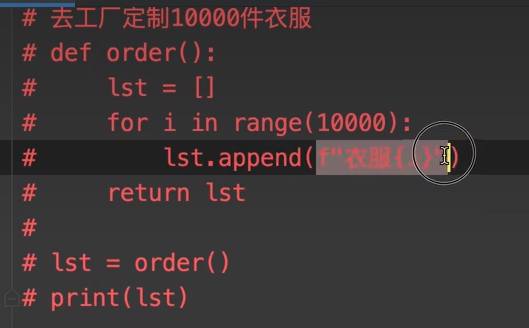 # 去工厂定制10000件衣服
# def order():
#     lst = []
#     for i in range(10000):
#         lst.append(f"衣服{i}")
#     return lst
#
# lst = order()
# print(lst)